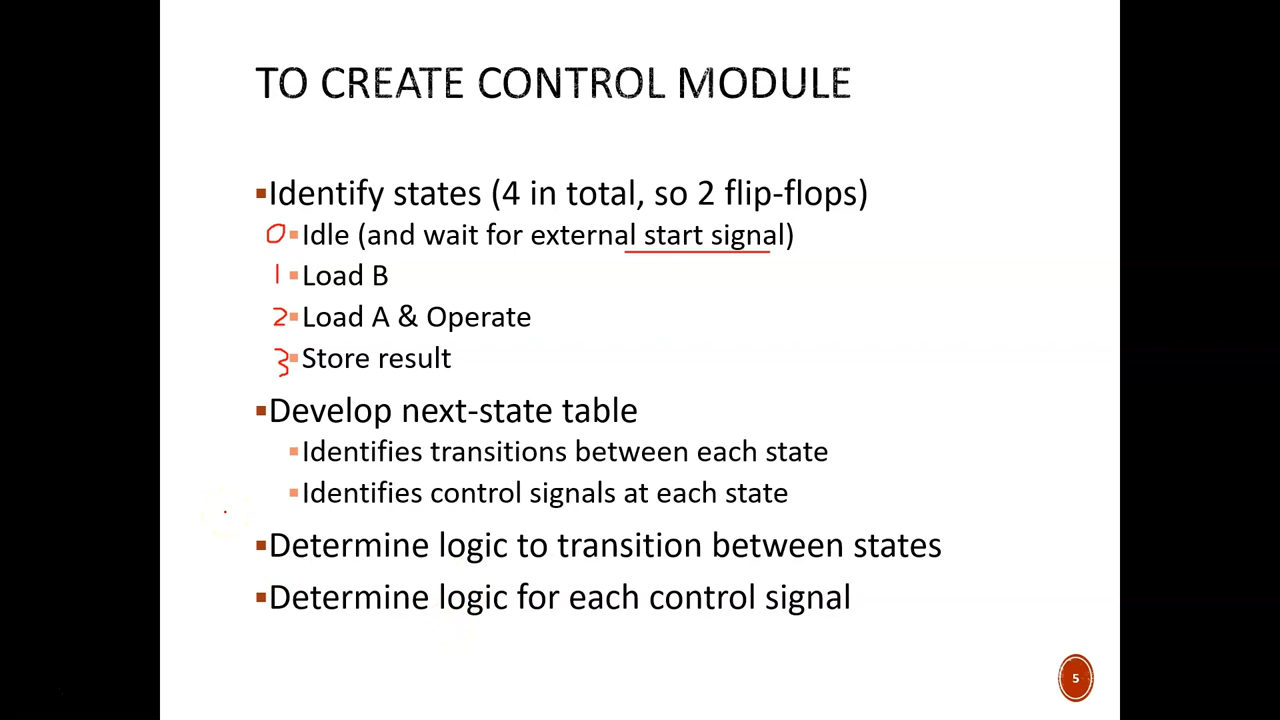 TO CREATE CONTROL MODULE
▪Identify states (4 in total, so 2 flip-flops)
0▪Idle (and wait for external start signal)
1▪Load B
2▪Load A & Operate
3▪Store result
▪Develop next-state table
▪Identifies transitions between each state
▪Identifies control signals at each state
▪Determine logic to transition between states
▪Determine logic for each control signal
5